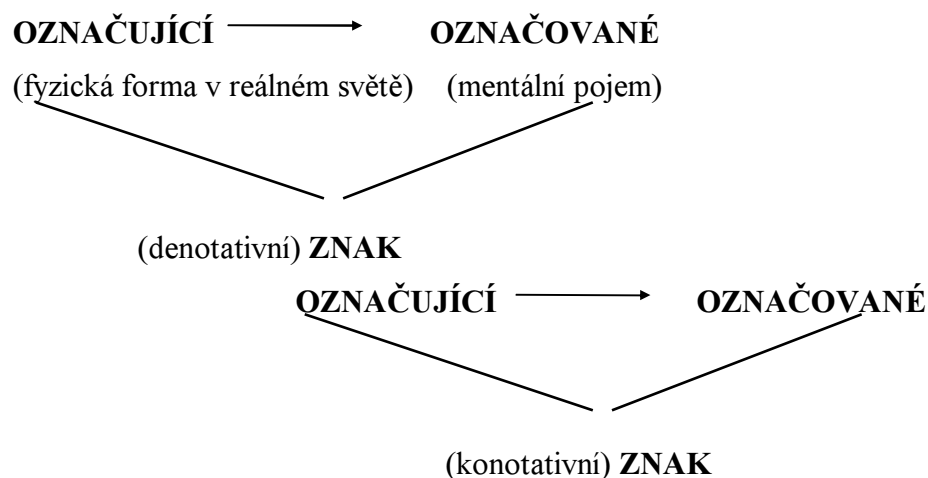 OZNAČUJÍCÍ OZNAČOVANÉ
(fyzická forma v reálném světě) (mentální pojem)
(denotativní) ZNAK
OZNAČUJÍCÍ OZNAČOVANÉ
(konotativní) ZNAK